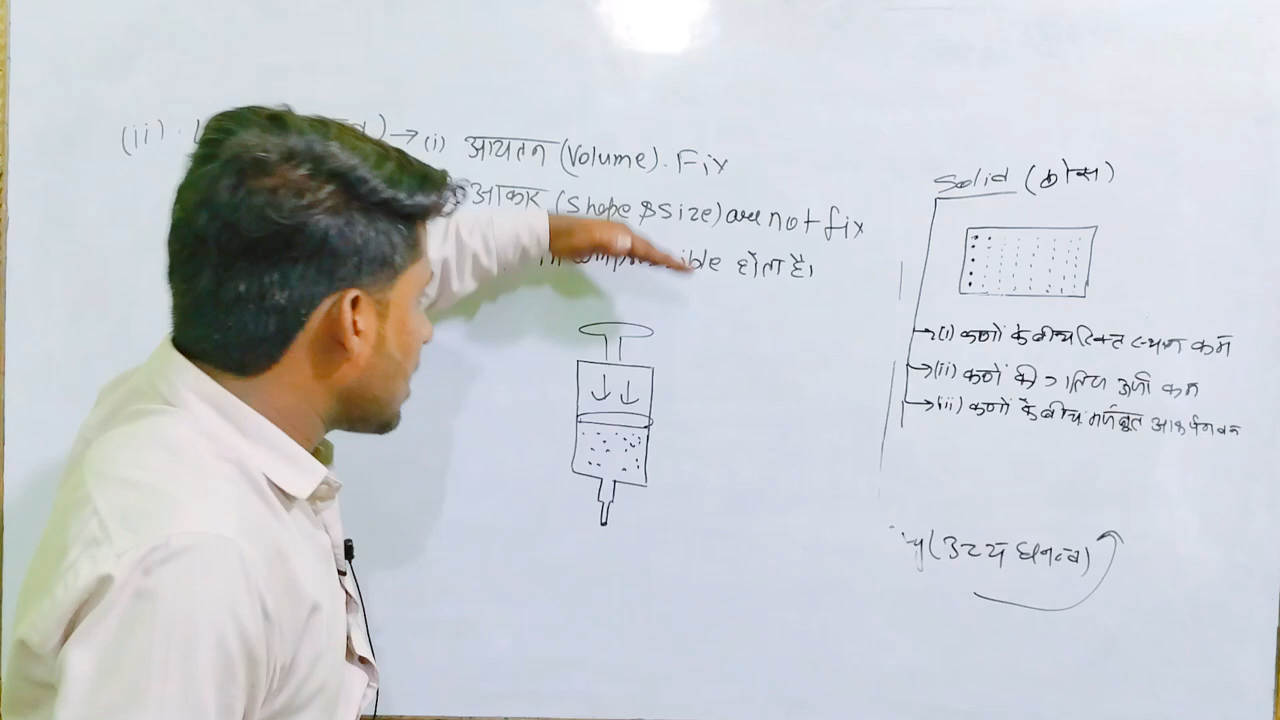 (ii). → (i) आयतन (Volume). Fix
आकार (Shape & Size) are not fix
होता है।
Solid (ठोस)
→ (i) कणों के बीच रिक्त स्थान कम
→ (ii) कणों की गतिज ऊर्जा कम
→ (iii) कणों के बीच मजबूत आकर्षण बल
(उच्च घनत्व)